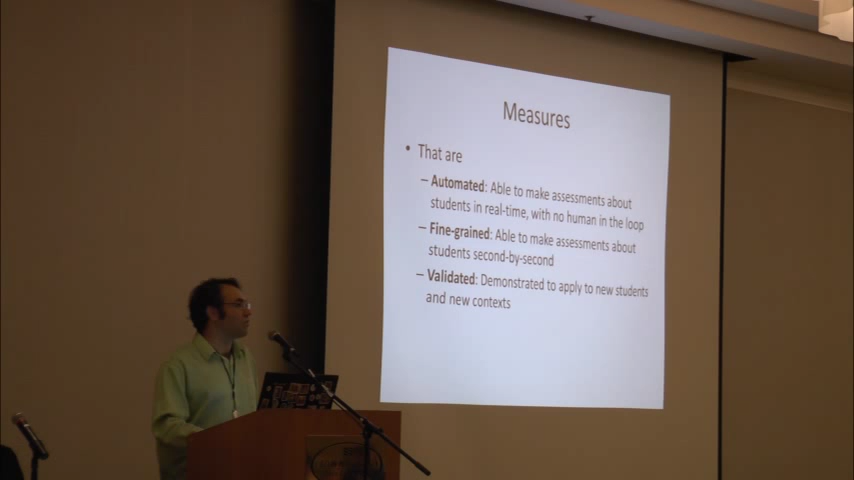 Measures
• That are
– Automated: Able to make assessments about
students in real-time, with no human in the loop
– Fine-grained: Able to make assessments about
students second-by-second
– Validated: Demonstrated to apply to new students
and new contexts